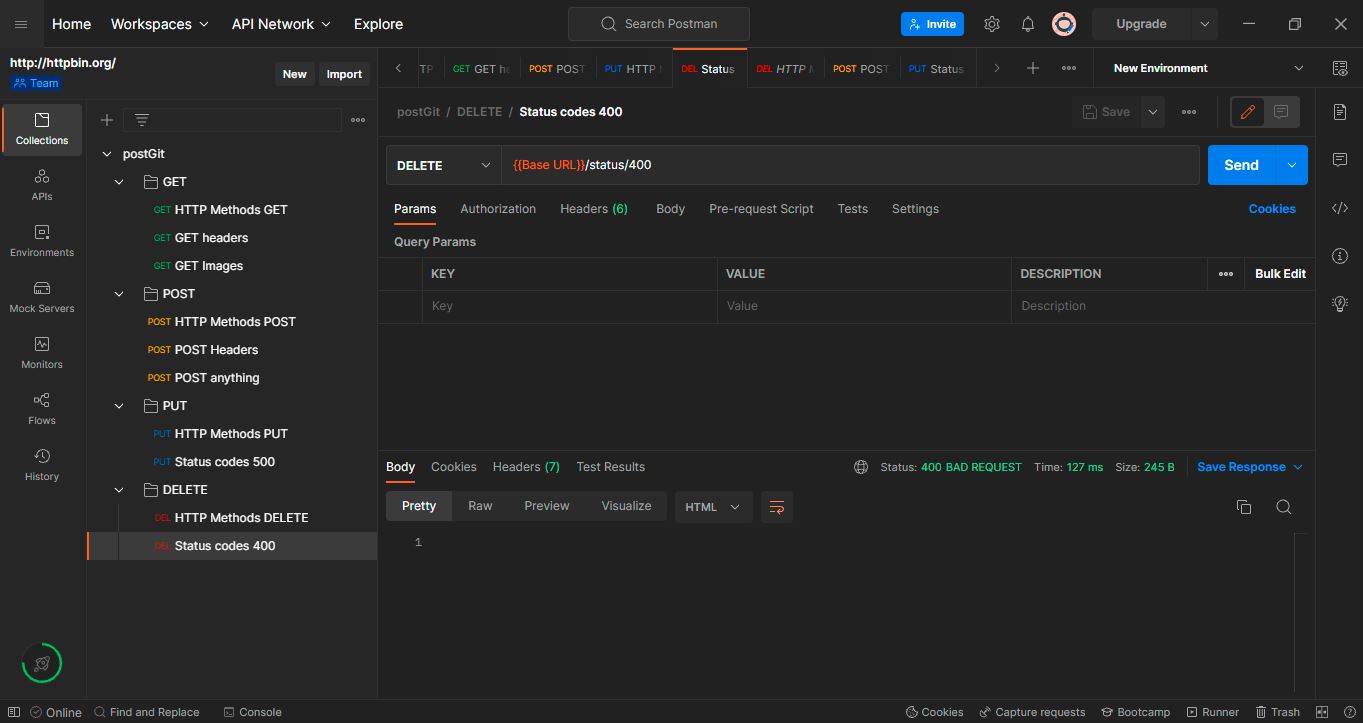 Home Workspaces API Network Explore Search Postman Invite Upgrade
http://httpbin.org/
Team
New Import
GET GET he POST POST PUT HTTP DEL Status DEL HTTP POST POST PUT Status
New Environment
postGit / DELETE / Status codes 400 Save
Collections
APIs
Environments
Mock Servers
Monitors
Flows
History
postGit
GET
GET HTTP Methods GET
GET GET headers
GET GET Images
POST
POST HTTP Methods POST
POST POST Headers
POST POST anything
PUT
PUT HTTP Methods PUT
PUT Status codes 500
DELETE
DEL HTTP Methods DELETE
DEL Status codes 400
DELETE {{Base URL}}/status/400 Send
Params Authorization Headers (6) Body Pre-request Script Tests Settings Cookies
Query Params
KEY VALUE DESCRIPTION Bulk Edit
Key Value Description
Body Cookies Headers (7) Test Results Status: 400 BAD REQUEST Time: 127 ms Size: 245 B Save Response
Pretty Raw Preview Visualize HTML
1
Online Find and Replace Console Cookies Capture requests Bootcamp Runner Trash